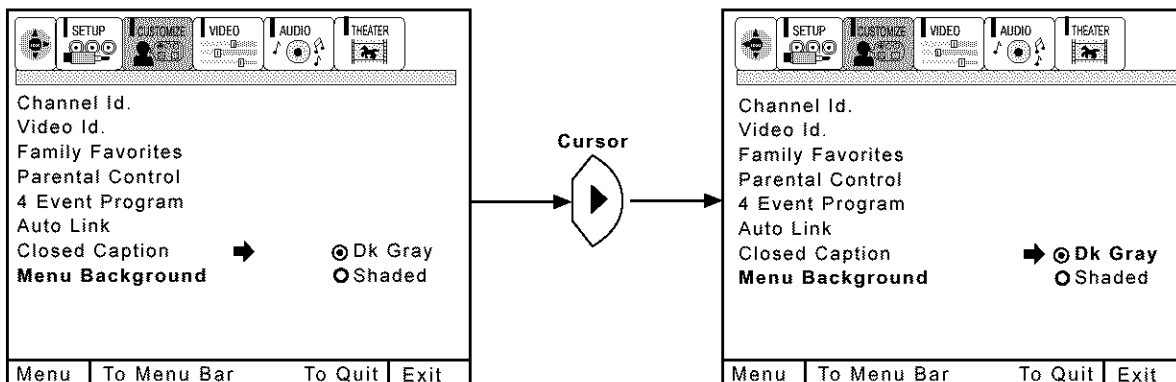 SETUP CUSTOMIZE VIDEO AUDIO THEATER
Channel Id.
Video Id.
Family Favorites
Parental Control
4 Event Program
Auto Link
Closed Caption Dk Gray
Menu Background Shaded
Menu To Menu Bar To Quit Exit
Cursor
SETUP CUSTOMIZE VIDEO AUDIO THEATER
Channel Id.
Video Id.
Family Favorites
Parental Control
4 Event Program
Auto Link
Closed Caption Dk Gray
Menu Background Shaded
Menu To Menu Bar To Quit Exit